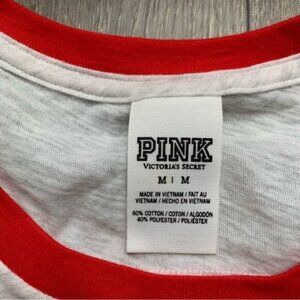 PINK
VICTORIA'S SECRET
M | M
MADE IN VIETNAM / FAIT AU
VIETNAM / HECHO EN VIETNAM
60% COTTON / COTON / ALGODÓN
40% POLYESTER / POLIÉSTER